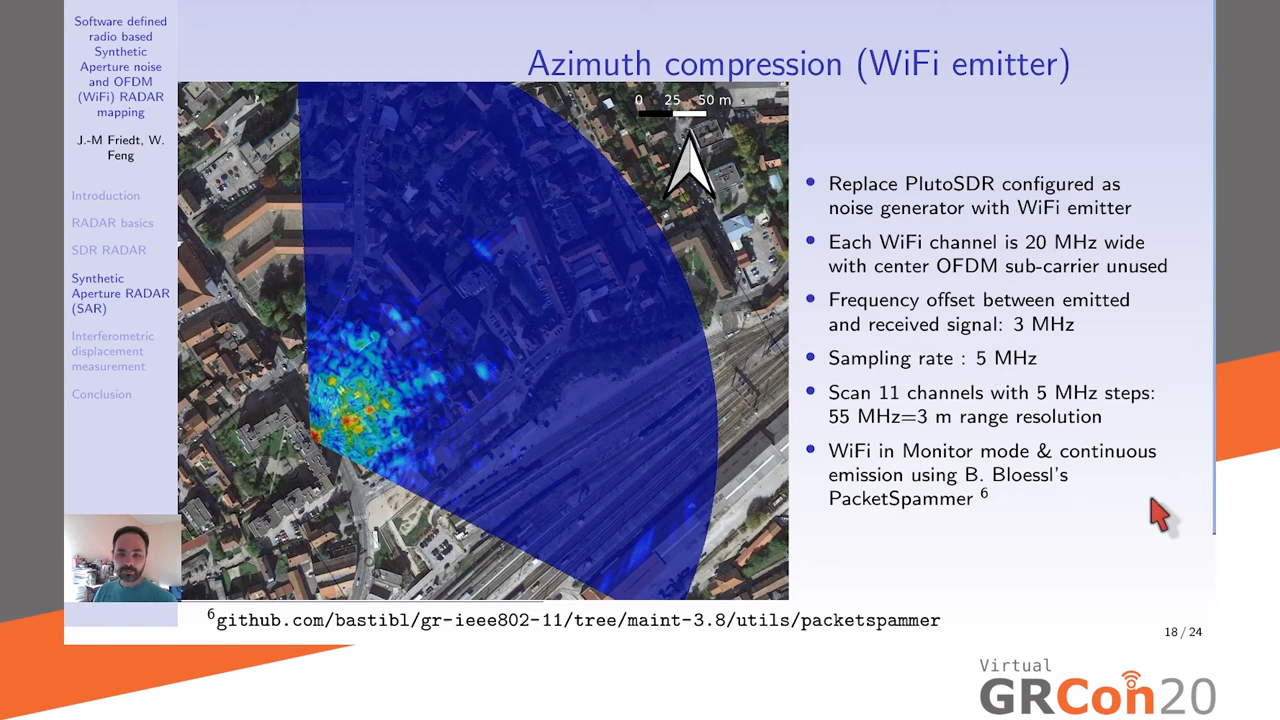 Software defined
radio based
Synthetic
Aperture noise
and OFDM
(WiFi) RADAR
mapping
J.-M Friedt, W.
Feng
Introduction
RADAR basics
SDR RADAR
Synthetic
Aperture RADAR
(SAR)
Interferometric
displacement
measurement
Conclusion
Azimuth compression (WiFi emitter)
0 25 50 m
• Replace PlutoSDR configured as
noise generator with WiFi emitter
• Each WiFi channel is 20 MHz wide
with center OFDM sub-carrier unused
• Frequency offset between emitted
and received signal: 3 MHz
• Sampling rate : 5 MHz
• Scan 11 channels with 5 MHz steps:
55 MHz=3 m range resolution
• WiFi in Monitor mode & continuous
emission using B. Bloessl's
PacketSpammer 6
6github.com/bastibl/gr-ieee802-11/tree/maint-3.8/utils/packetspammer
18 / 24
Virtual
GRCon20